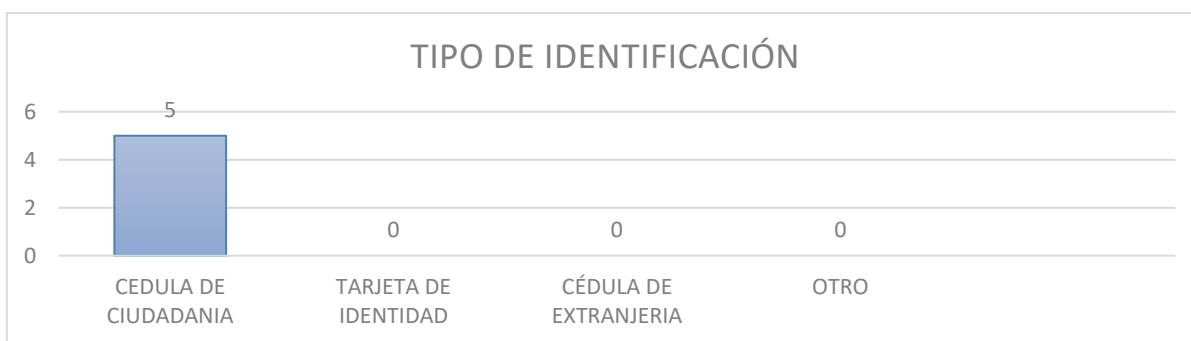 TIPO DE IDENTIFICACIÓN
6
5
4
2
0
0
0
0
CEDULA DE
CIUDADANIA
TARJETA DE
IDENTIDAD
CÉDULA DE
EXTRANJERIA
OTRO